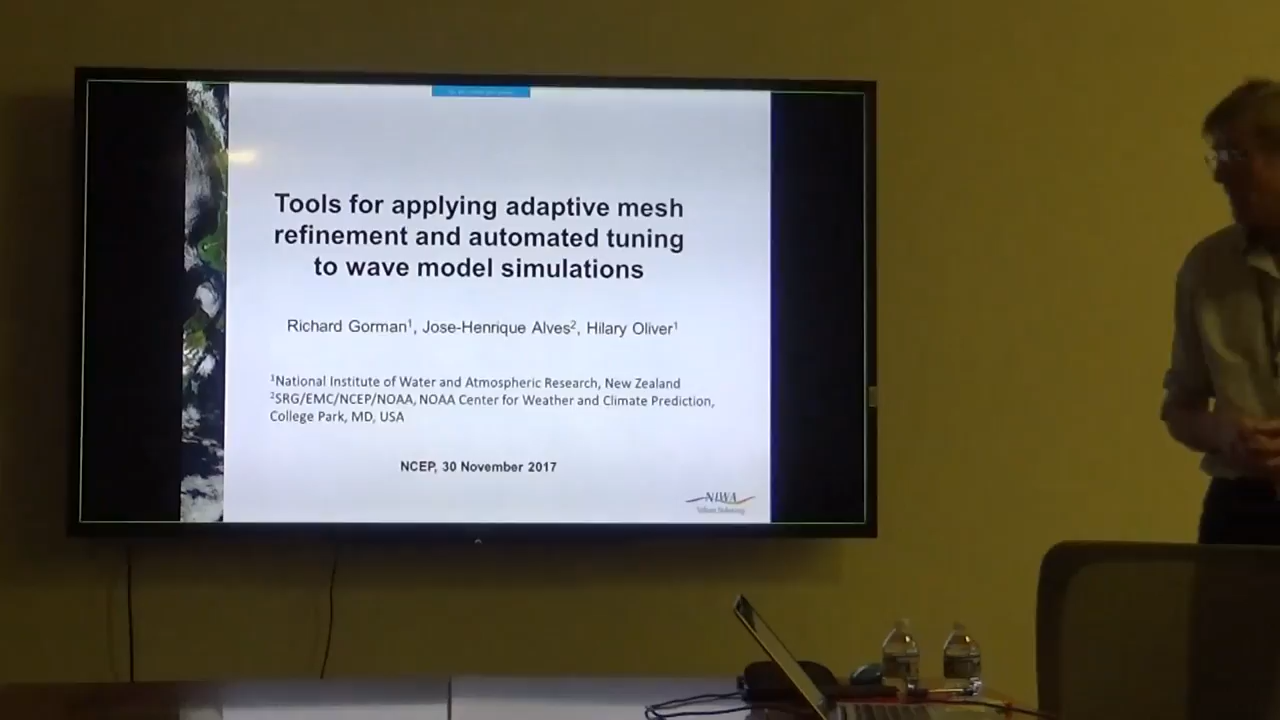 Tools for applying adaptive mesh
refinement and automated tuning
to wave model simulations
Richard Gorman¹, Jose-Henrique Alves², Hilary Oliver¹
¹National Institute of Water and Atmospheric Research, New Zealand
²SRG/EMC/NCEP/NOAA, NOAA Center for Weather and Climate Prediction,
College Park, MD, USA
NCEP, 30 November 2017
NIWA